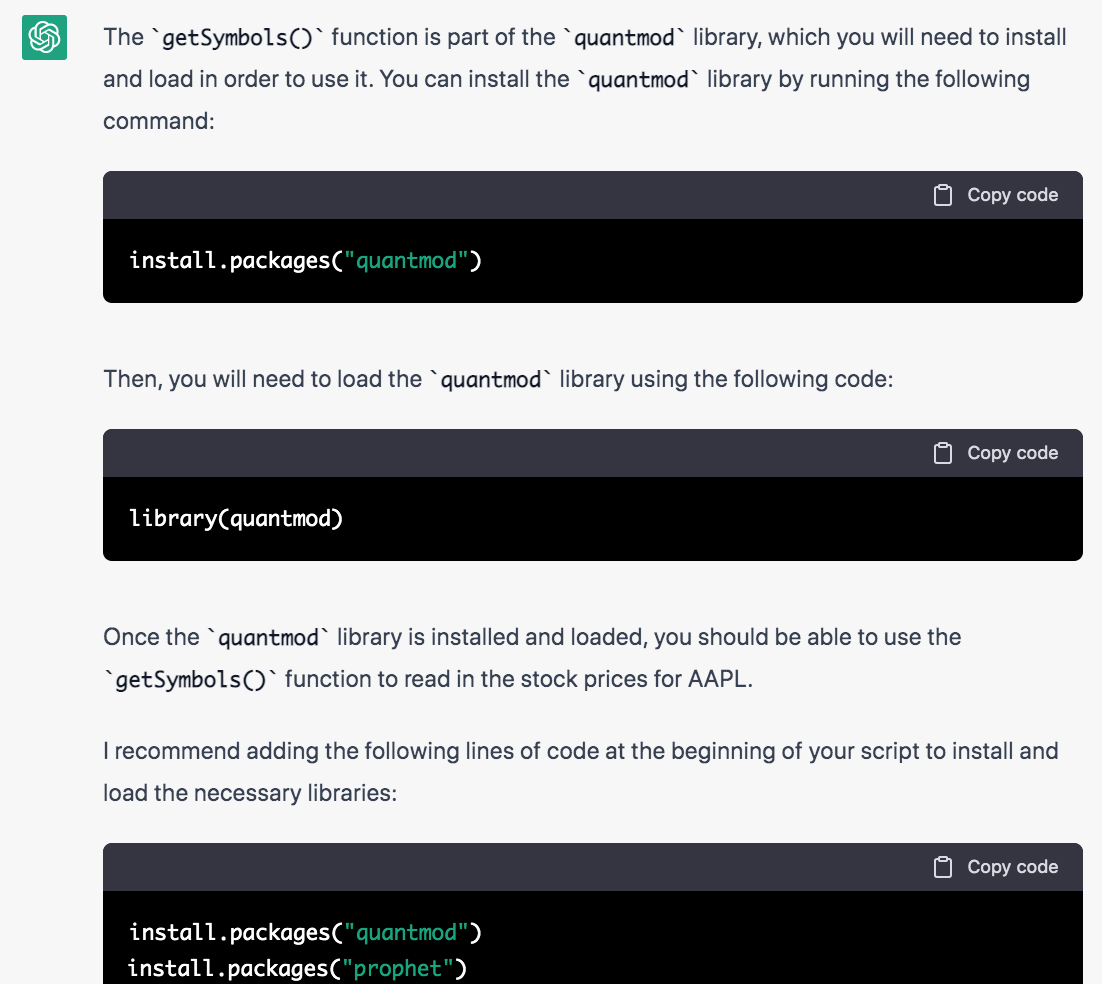 The `getSymbols()` function is part of the `quantmod` library, which you will need to install
and load in order to use it. You can install the `quantmod` library by running the following
command:
Copy code
install.packages("quantmod")
Then, you will need to load the `quantmod` library using the following code:
Copy code
library(quantmod)
Once the `quantmod` library is installed and loaded, you should be able to use the
`getSymbols()` function to read in the stock prices for AAPL.
I recommend adding the following lines of code at the beginning of your script to install and
load the necessary libraries:
Copy code
install.packages("quantmod")
install.packages("prophet")